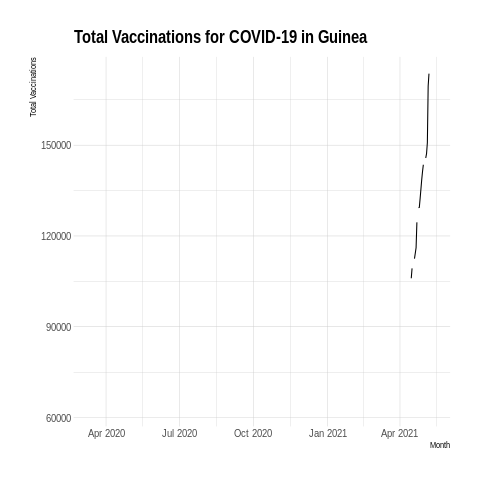 Total Vaccinations for COVID-19 in Guinea
Total Vaccinations
150000
120000
90000
60000
Apr 2020 Jul 2020 Oct 2020 Jan 2021 Apr 2021
Month